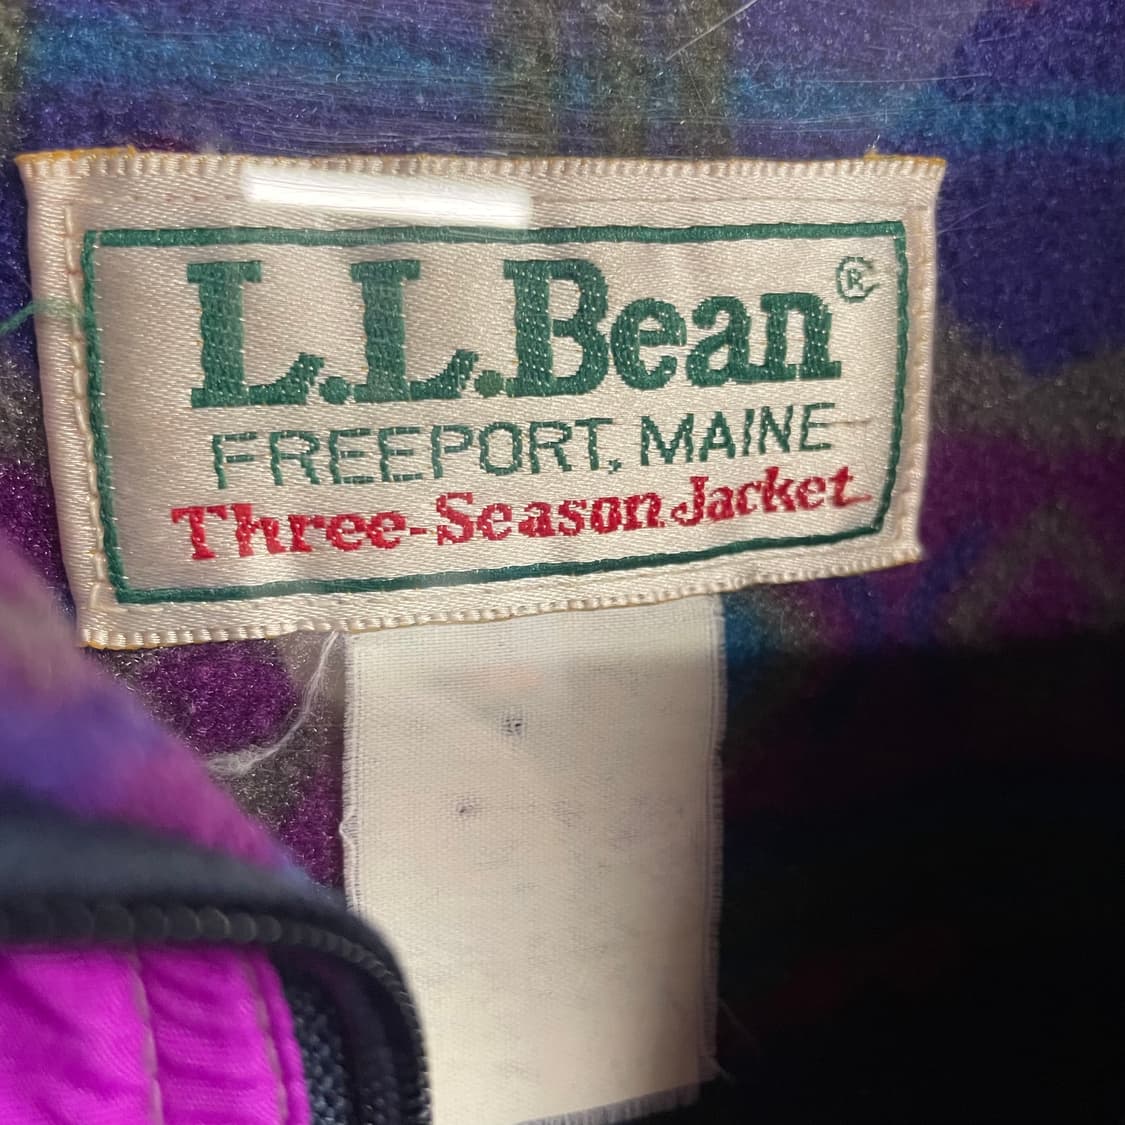 L.L.Bean®
FREEPORT, MAINE
Three-Season Jacket